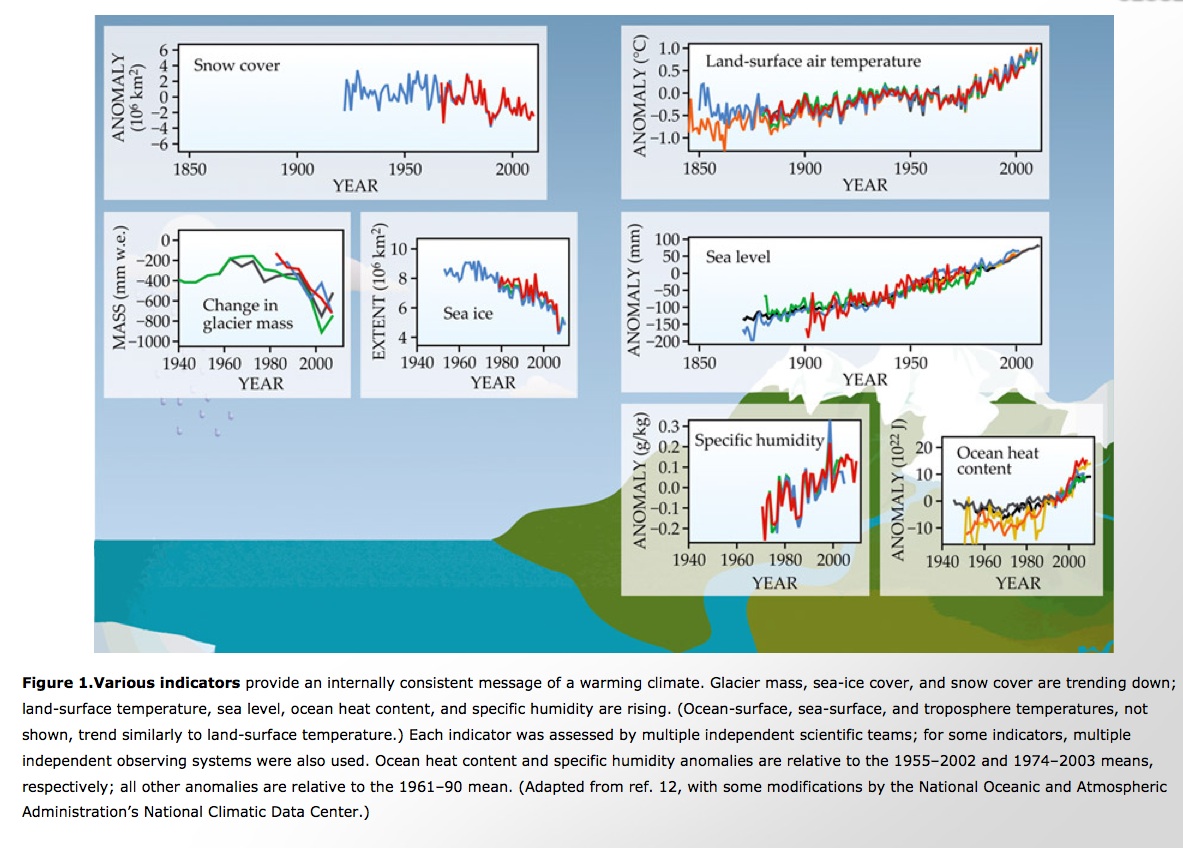 ANOMALY
(10⁶ km²)
6
4
2
0
−2
−4
−6
Snow cover
1850 1900 1950 2000
YEAR
ANOMALY (°C)
1.0
0.5
0.0
−0.5
−1.0
Land-surface air temperature
1850 1900 1950 2000
YEAR
MASS (mm w.e.)
0
−200
−400
−600
−800
−1000
Change in
glacier mass
1940 1960 1980 2000
YEAR
EXTENT (10⁶ km²)
10
8
6
4
Sea ice
1940 1960 1980 2000
YEAR
ANOMALY (mm)
100
50
0
−50
−100
−150
−200
Sea level
1850 1900 1950 2000
YEAR
ANOMALY (g/kg)
0.3
0.2
0.1
0.0
−0.1
−0.2
Specific humidity
1940 1960 1980 2000
YEAR
ANOMALY (10²² J)
20
10
0
−10
Ocean heat
content
1940 1960 1980 2000
YEAR
Figure 1.Various indicators provide an internally consistent message of a warming climate. Glacier mass, sea-ice cover, and snow cover are trending down;
land-surface temperature, sea level, ocean heat content, and specific humidity are rising. (Ocean-surface, sea-surface, and troposphere temperatures, not
shown, trend similarly to land-surface temperature.) Each indicator was assessed by multiple independent scientific teams; for some indicators, multiple
independent observing systems were also used. Ocean heat content and specific humidity anomalies are relative to the 1955–2002 and 1974–2003 means,
respectively; all other anomalies are relative to the 1961–90 mean. (Adapted from ref. 12, with some modifications by the National Oceanic and Atmospheric
Administration's National Climatic Data Center.)